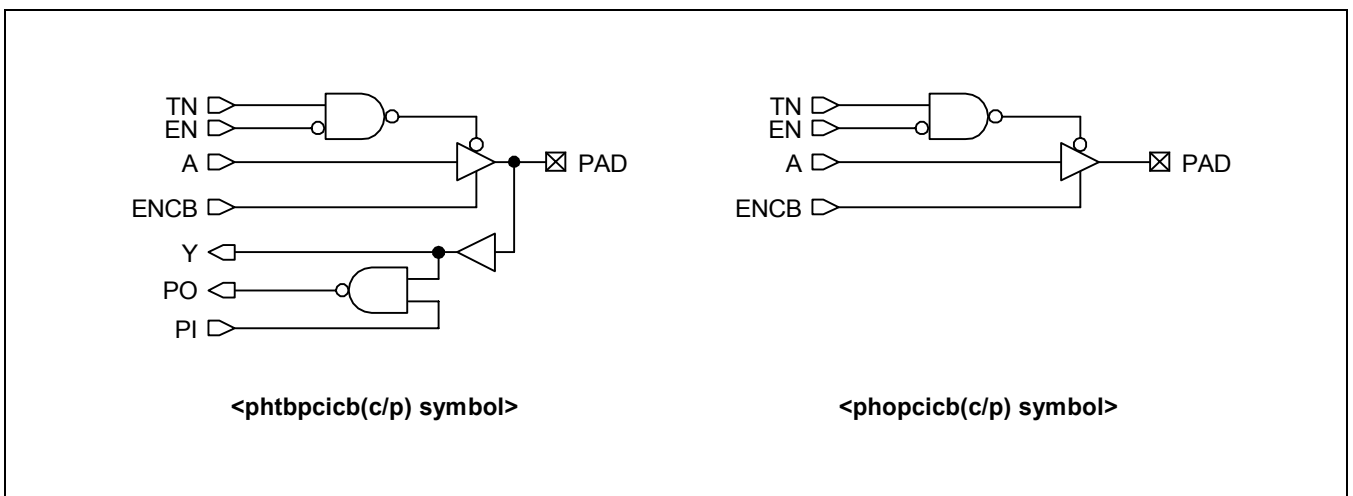 TN
EN
A
PAD
ENCB
Y
PO
PI
<phtbpcicb(c/p) symbol>
TN
EN
A
PAD
ENCB
<phopcicb(c/p) symbol>